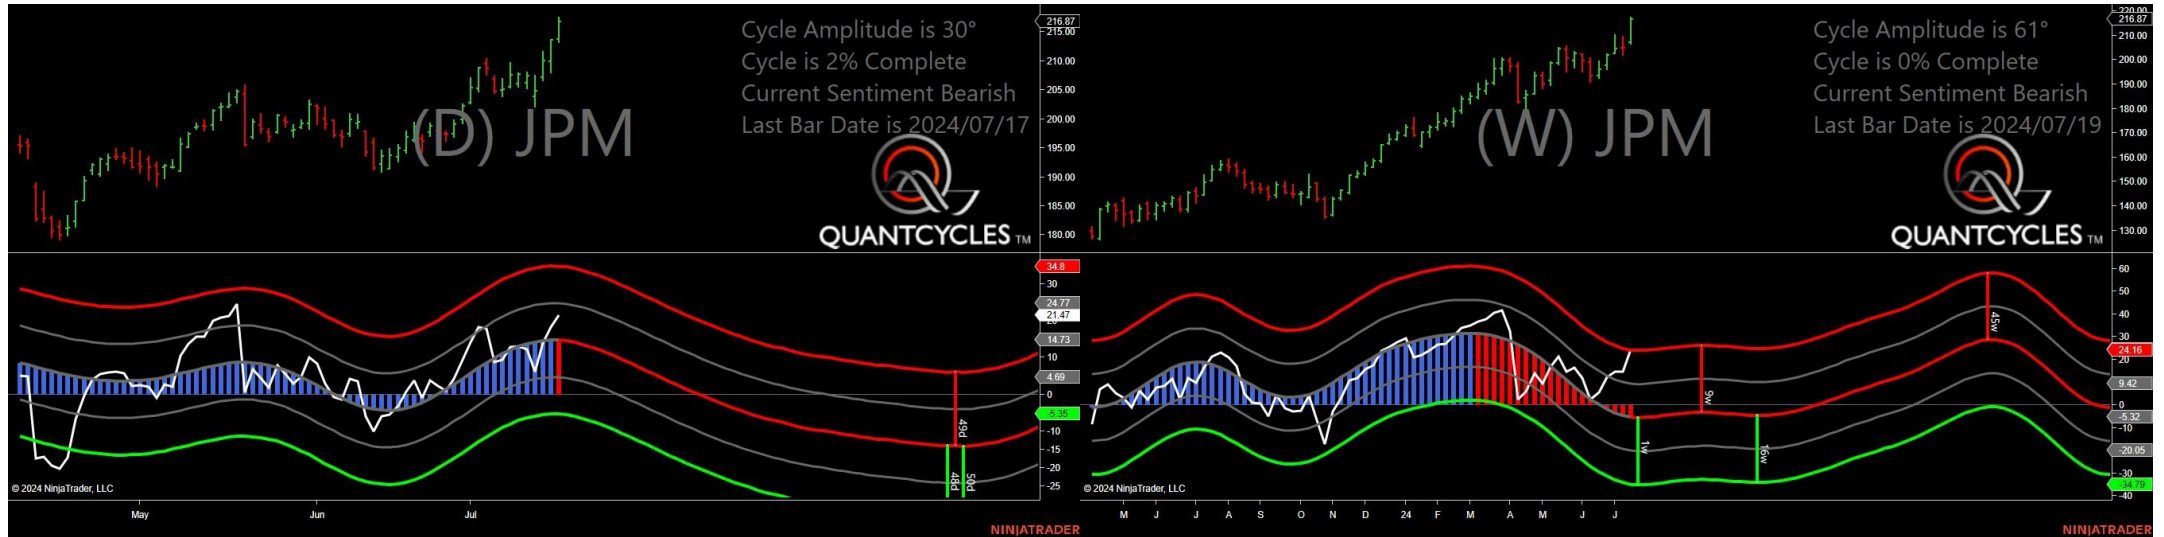 Cycle Amplitude is 30°
Cycle is 2% Complete
Current Sentiment Bearish
Last Bar Date is 2024/07/17
(D) JPM
QUANTCYCLES TM
216.87
215.00
210.00
205.00
200.00
195.00
190.00
185.00
180.00
34.8
30
24.77
21.47
14.73
10
4.69
0
-5.35
-10
-15
-20
-25
49d
48d
50d
© 2024 NinjaTrader, LLC
May Jun Jul
NINJATRADER
Cycle Amplitude is 61°
Cycle is 0% Complete
Current Sentiment Bearish
Last Bar Date is 2024/07/19
(W) JPM
QUANTCYCLES TM
220.00
216.87
210.00
200.00
190.00
180.00
170.00
160.00
150.00
140.00
130.00
60
50
40
30
24.16
20
9.42
0
-5.32
-10
-20.05
-30
-34.79
-40
45w
9w
1w
16w
© 2024 NinjaTrader, LLC
M J J A S O N D 24 F M A M J J
NINJATRADER